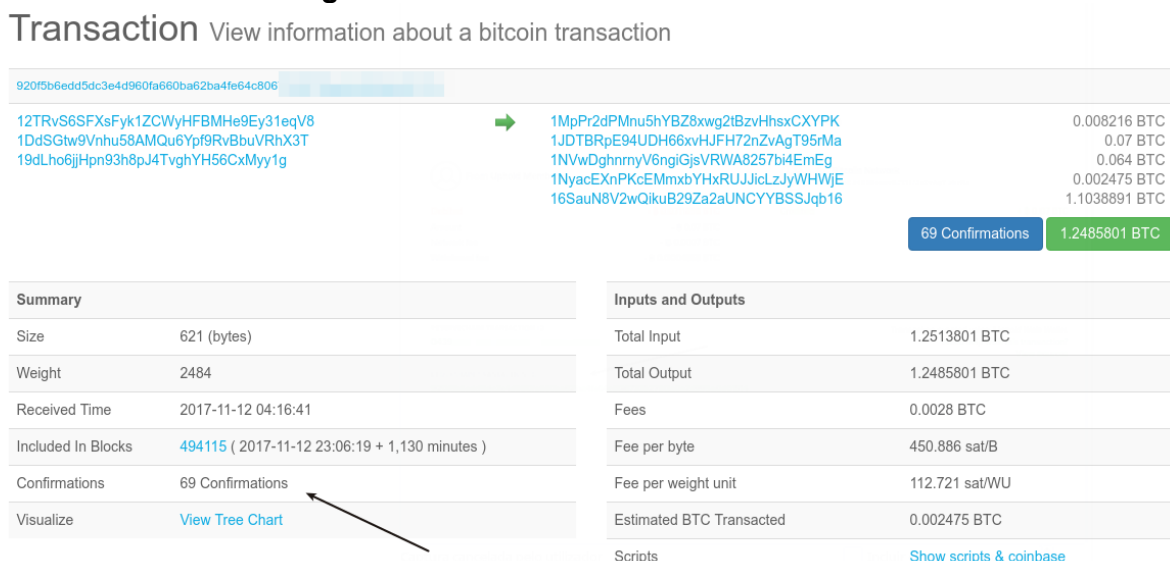 Transaction View information about a bitcoin transaction
920f5b6edd5dc3e4d960fa660ba62ba4fe64c806
12TRvS6SFXsFyk1ZCWyHFBMHe9Ey31eqV8
1DdSGtw9Vnhu58AMQu6Ypf9RvBbuVRhX3T
19dLho6jjHpn93h8pJ4TvghYH56CxMyy1g
1MpPr2dPMnu5hYBZ8xwg2tBzvHhsxCXYPK 0.008216 BTC
1JDTBRpE94UDH66xvHJFH72nZvAgT95rMa 0.07 BTC
1NVwDghnrnyV6ngiGjsVRWA8257bi4EmEg 0.064 BTC
1NyacEXnPKcEMmxbYHxRUJJicLzJyWHWjE 0.002475 BTC
16SauN8V2wQikuB29Za2aUNCYYBSSJqb16 1.1038891 BTC
69 Confirmations 1.2485801 BTC
Summary
Size 621 (bytes)
Weight 2484
Received Time 2017-11-12 04:16:41
Included In Blocks 494115 ( 2017-11-12 23:06:19 + 1,130 minutes )
Confirmations 69 Confirmations
Visualize View Tree Chart
Inputs and Outputs
Total Input 1.2513801 BTC
Total Output 1.2485801 BTC
Fees 0.0028 BTC
Fee per byte 450.886 sat/B
Fee per weight unit 112.721 sat/WU
Estimated BTC Transacted 0.002475 BTC
Scripts Show scripts & coinbase